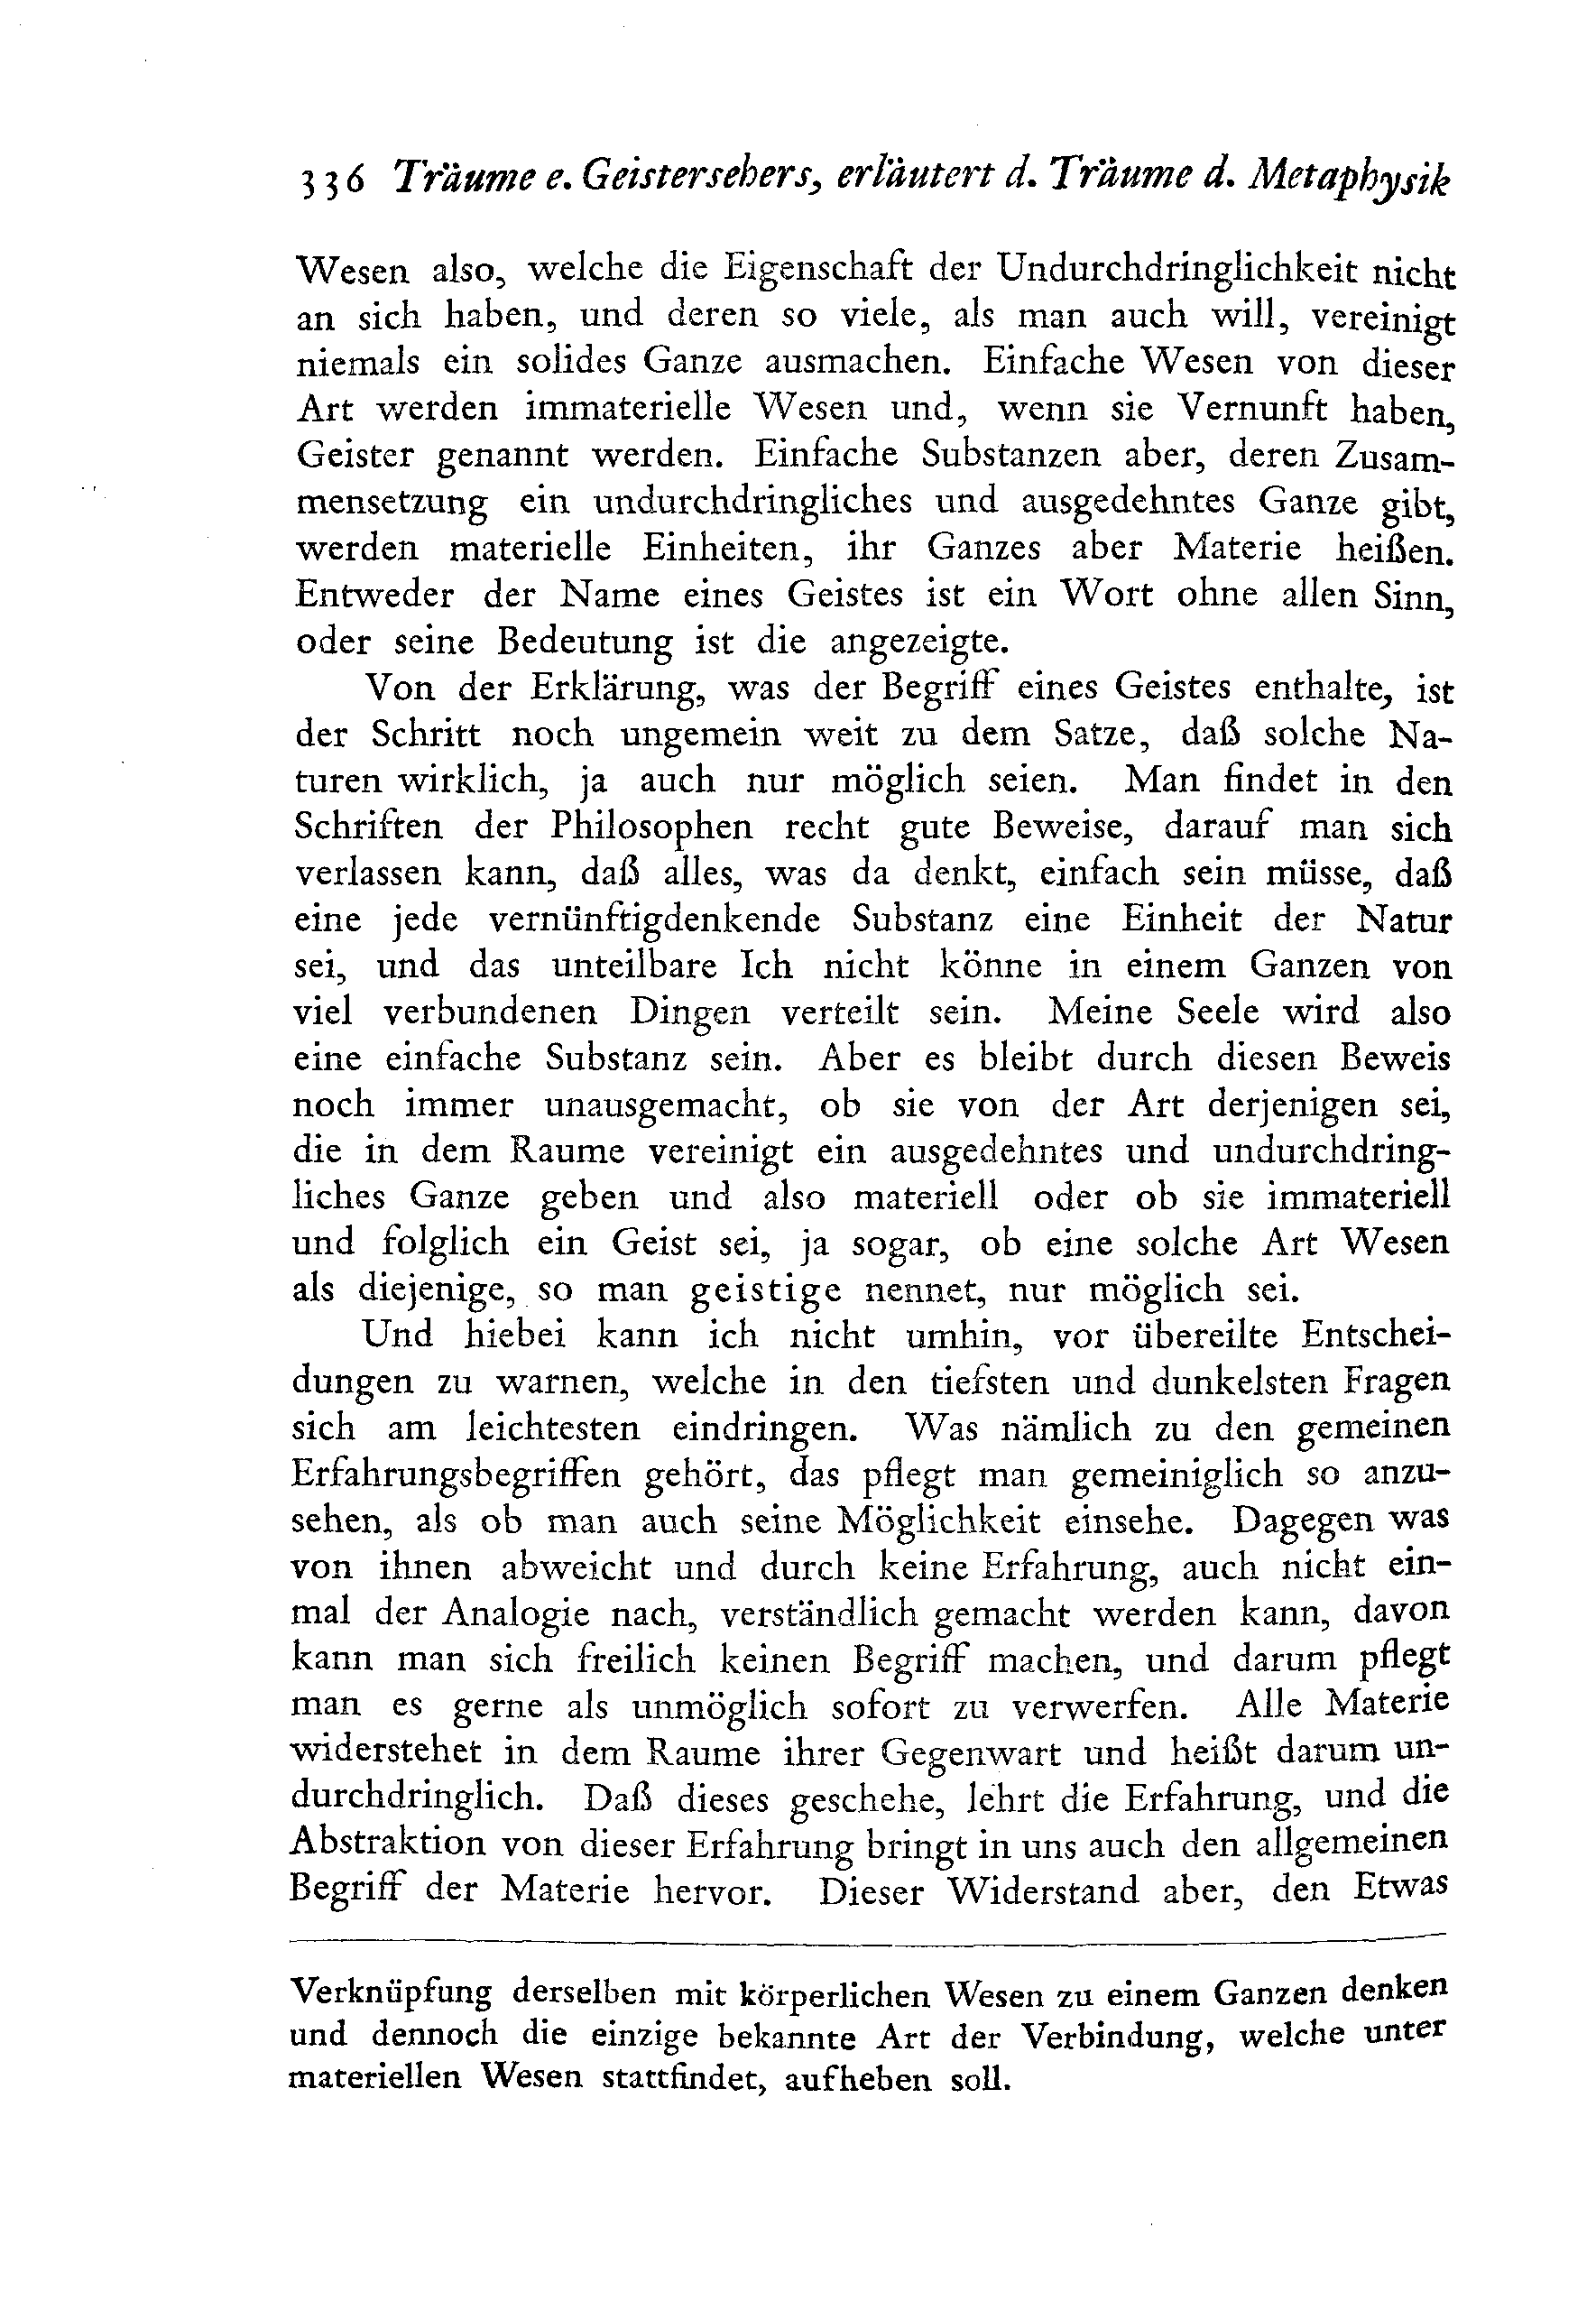 336 Träume e. Geistersehers, erläutert d. Träume d. Metaphysik
Wesen also, welche die Eigenschaft der Undurchdringlichkeit nicht
an sich haben, und deren so viele, als man auch will, vereinigt
niemals ein solides Ganze ausmachen. Einfache Wesen von dieser
Art werden immaterielle Wesen und, wenn sie Vernunft haben,
Geister genannt werden. Einfache Substanzen aber, deren Zusam-
mensetzung ein undurchdringliches und ausgedehntes Ganze gibt,
werden materielle Einheiten, ihr Ganzes aber Materie heißen.
Entweder der Name eines Geistes ist ein Wort ohne allen Sinn,
oder seine Bedeutung ist die angezeigte.
Von der Erklärung, was der Begriff eines Geistes enthalte, ist
der Schritt noch ungemein weit zu dem Satze, daß solche Na-
turen wirklich, ja auch nur möglich seien. Man findet in den
Schriften der Philosophen recht gute Beweise, darauf man sich
verlassen kann, daß alles, was da denkt, einfach sein müsse, daß
eine jede vernünftigdenkende Substanz eine Einheit der Natur
sei, und das unteilbare Ich nicht könne in einem Ganzen von
viel verbundenen Dingen verteilt sein. Meine Seele wird also
eine einfache Substanz sein. Aber es bleibt durch diesen Beweis
noch immer unausgemacht, ob sie von der Art derjenigen sei,
die in dem Raume vereinigt ein ausgedehntes und undurchdring-
liches Ganze geben und also materiell oder ob sie immateriell
und folglich ein Geist sei, ja sogar, ob eine solche Art Wesen
als diejenige, so man geistige nennet, nur möglich sei.
Und hiebei kann ich nicht umhin, vor übereilte Entschei-
dungen zu warnen, welche in den tiefsten und dunkelsten Fragen
sich am leichtesten eindringen. Was nämlich zu den gemeinen
Erfahrungsbegriffen gehört, das pflegt man gemeiniglich so anzu-
sehen, als ob man auch seine Möglichkeit einsehe. Dagegen was
von ihnen abweicht und durch keine Erfahrung, auch nicht ein-
mal der Analogie nach, verständlich gemacht werden kann, davon
kann man sich freilich keinen Begriff machen, und darum pflegt
man es gerne als unmöglich sofort zu verwerfen. Alle Materie
widerstehet in dem Raume ihrer Gegenwart und heißt darum un-
durchdringlich. Daß dieses geschehe, lehrt die Erfahrung, und die
Abstraktion von dieser Erfahrung bringt in uns auch den allgemeinen
Begriff der Materie hervor. Dieser Widerstand aber, den Etwas
Verknüpfung derselben mit körperlichen Wesen zu einem Ganzen denken
und dennoch die einzige bekannte Art der Verbindung, welche unter
materiellen Wesen stattfindet, aufheben soll.